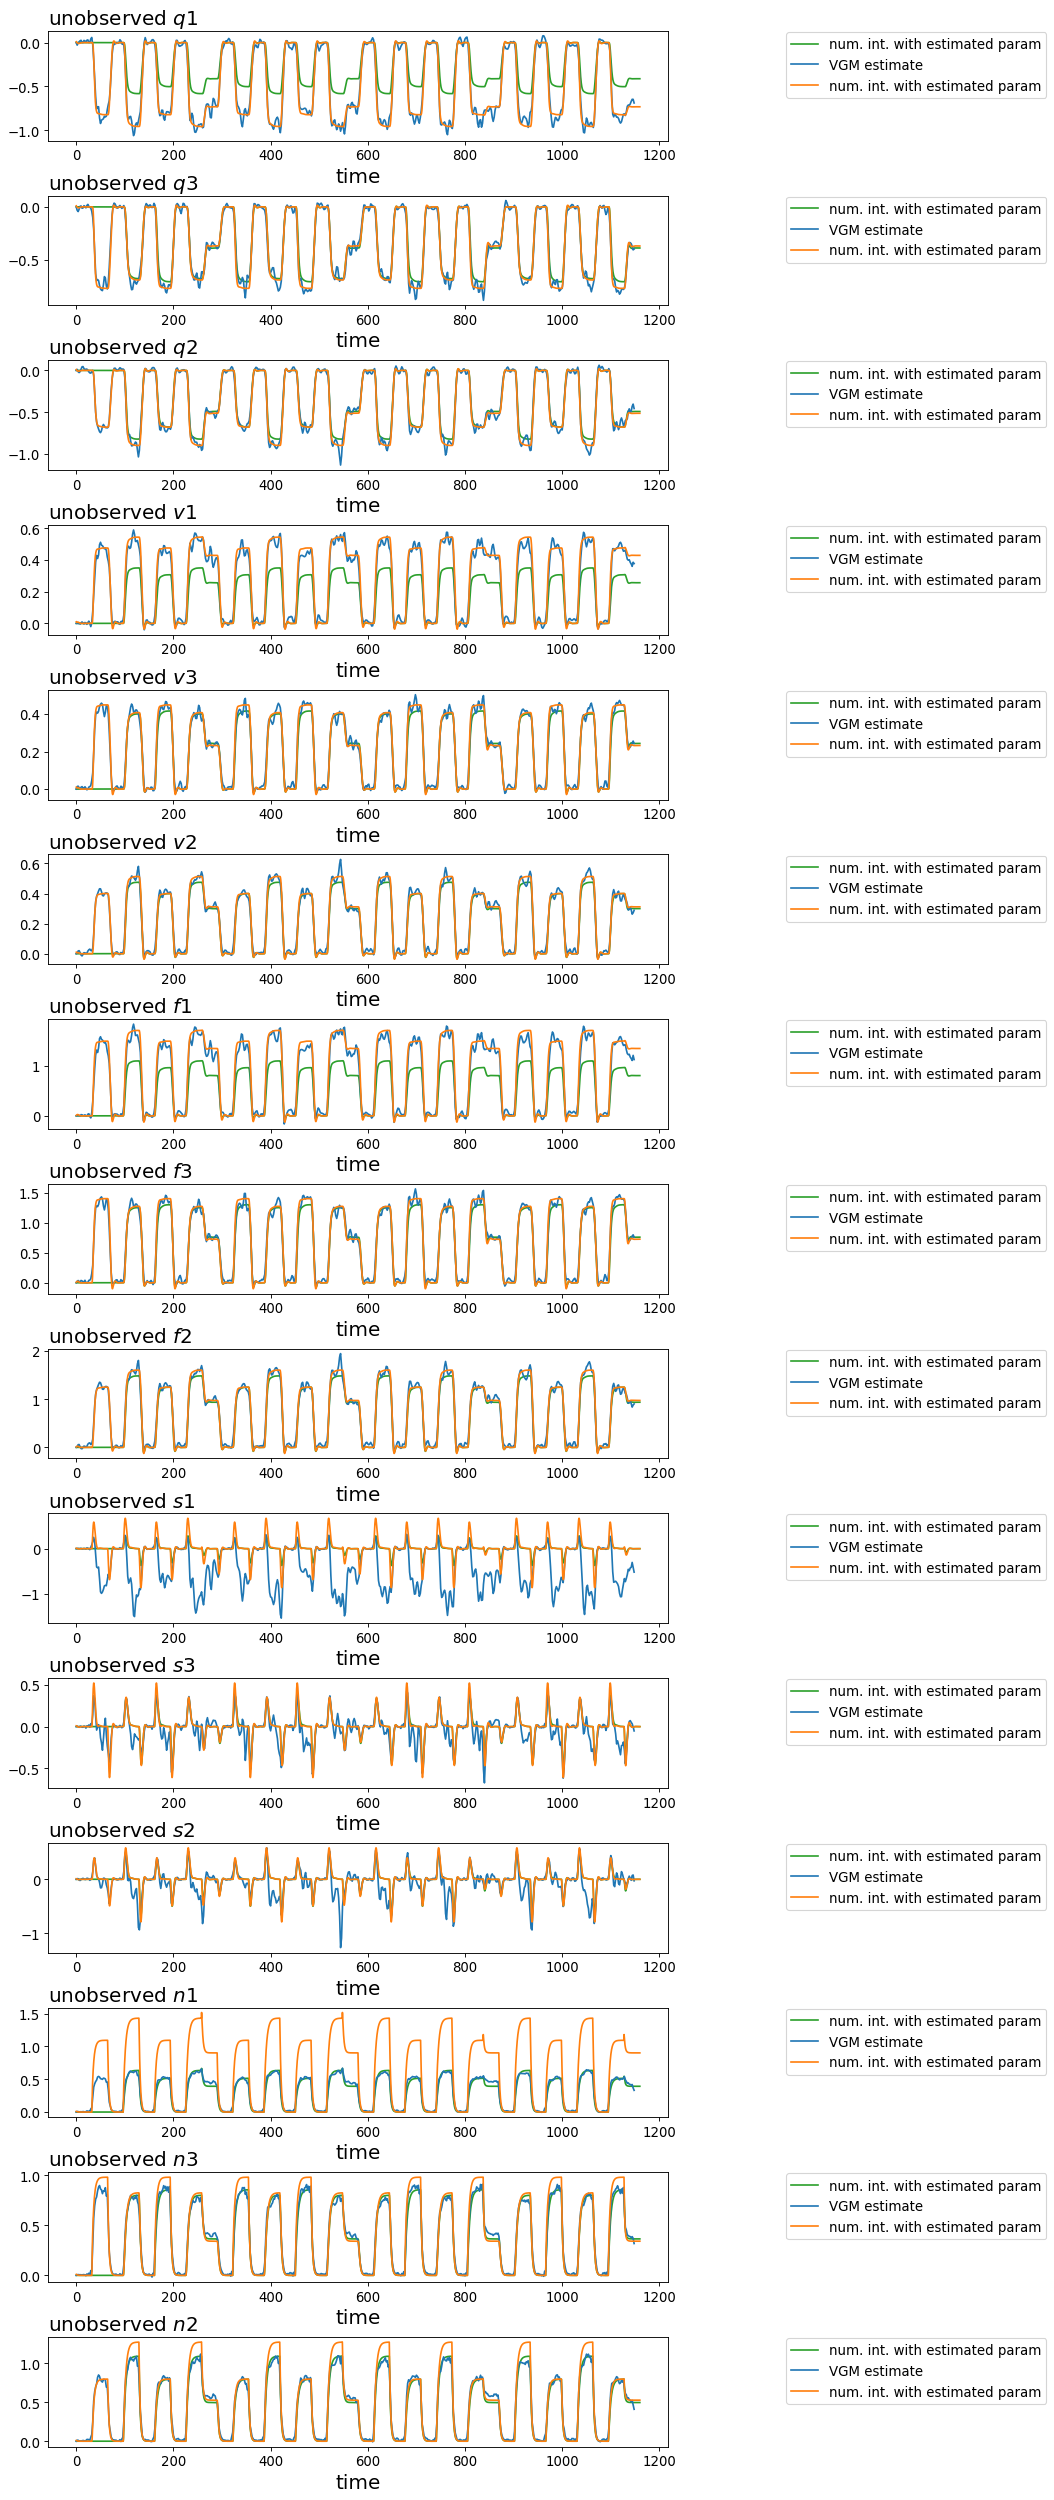 unobserved q1
0.0
−0.5
−1.0
0 200 400 600 800 1000 1200
time
num. int. with estimated param
VGM estimate
num. int. with estimated param
unobserved q3
0.0
−0.5
0 200 400 600 800 1000 1200
time
num. int. with estimated param
VGM estimate
num. int. with estimated param
unobserved q2
0.0
−0.5
−1.0
0 200 400 600 800 1000 1200
time
num. int. with estimated param
VGM estimate
num. int. with estimated param
unobserved v1
0.6
0.4
0.2
0.0
0 200 400 600 800 1000 1200
time
num. int. with estimated param
VGM estimate
num. int. with estimated param
unobserved v3
0.4
0.2
0.0
0 200 400 600 800 1000 1200
time
num. int. with estimated param
VGM estimate
num. int. with estimated param
unobserved v2
0.6
0.4
0.2
0.0
0 200 400 600 800 1000 1200
time
num. int. with estimated param
VGM estimate
num. int. with estimated param
unobserved f1
1
0
0 200 400 600 800 1000 1200
time
num. int. with estimated param
VGM estimate
num. int. with estimated param
unobserved f3
1.5
1.0
0.5
0.0
0 200 400 600 800 1000 1200
time
num. int. with estimated param
VGM estimate
num. int. with estimated param
unobserved f2
2
1
0
0 200 400 600 800 1000 1200
time
num. int. with estimated param
VGM estimate
num. int. with estimated param
unobserved s1
0
−1
0 200 400 600 800 1000 1200
time
num. int. with estimated param
VGM estimate
num. int. with estimated param
unobserved s3
0.5
0.0
−0.5
0 200 400 600 800 1000 1200
time
num. int. with estimated param
VGM estimate
num. int. with estimated param
unobserved s2
0
−1
0 200 400 600 800 1000 1200
time
num. int. with estimated param
VGM estimate
num. int. with estimated param
unobserved n1
1.5
1.0
0.5
0.0
0 200 400 600 800 1000 1200
time
num. int. with estimated param
VGM estimate
num. int. with estimated param
unobserved n3
1.0
0.5
0.0
0 200 400 600 800 1000 1200
time
num. int. with estimated param
VGM estimate
num. int. with estimated param
unobserved n2
1.0
0.5
0.0
0 200 400 600 800 1000 1200
time
num. int. with estimated param
VGM estimate
num. int. with estimated param